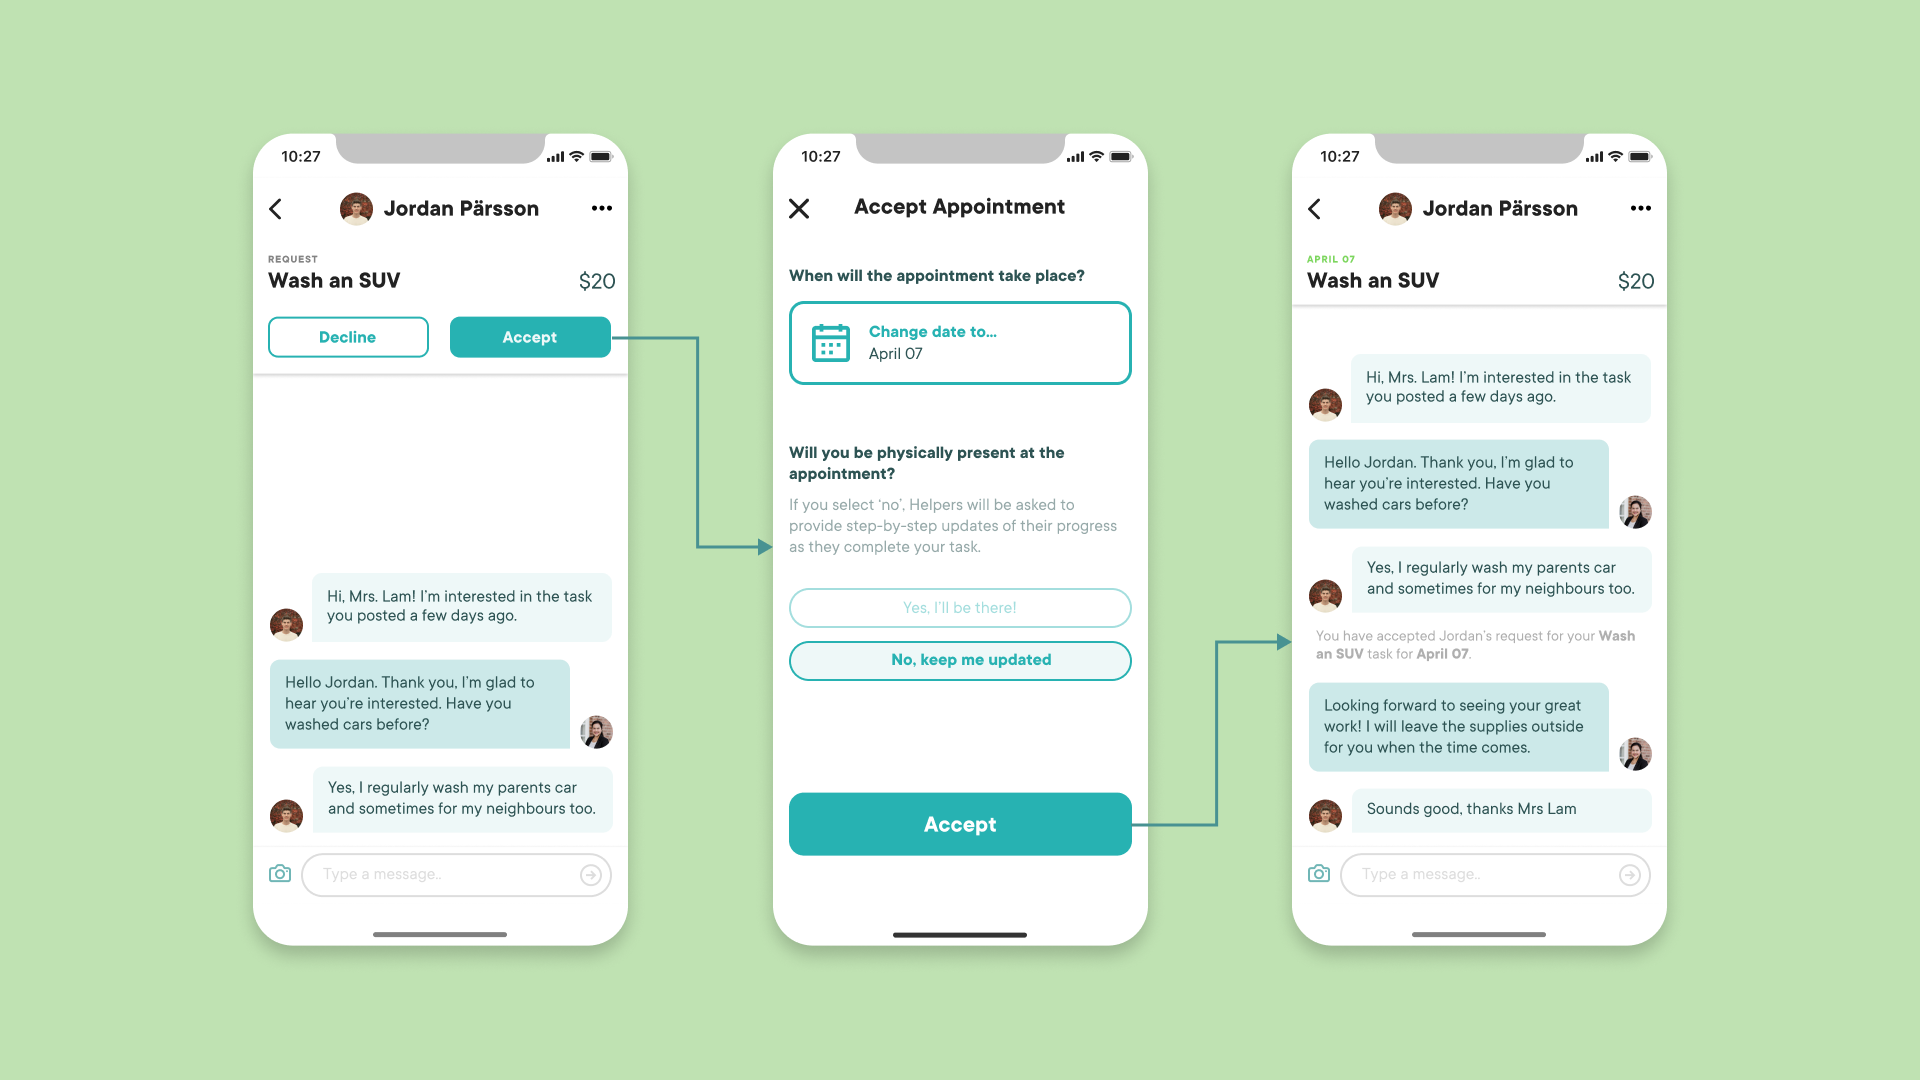 10:27
Jordan Pärsson
REQUEST
Wash an SUV
$20
Decline
Accept
Hi, Mrs. Lam! I’m interested in the task
you posted a few days ago.
Hello Jordan. Thank you, I’m glad to
hear you’re interested. Have you
washed cars before?
Yes, I regularly wash my parents car
and sometimes for my neighbours too.
Type a message..
10:27
Accept Appointment
When will the appointment take place?
Change date to...
April 07
Will you be physically present at the
appointment?
If you select ‘no’, Helpers will be asked to
provide step-by-step updates of their progress
as they complete your task.
Yes, I’ll be there!
No, keep me updated
Accept
10:27
Jordan Pärsson
APRIL 07
Wash an SUV
$20
Hi, Mrs. Lam! I’m interested in the task
you posted a few days ago.
Hello Jordan. Thank you, I’m glad to
hear you’re interested. Have you
washed cars before?
Yes, I regularly wash my parents car
and sometimes for my neighbours too.
You have accepted Jordan’s request for your Wash
an SUV task for April 07.
Looking forward to seeing your great
work! I will leave the supplies outside
for you when the time comes.
Sounds good, thanks Mrs Lam
Type a message..